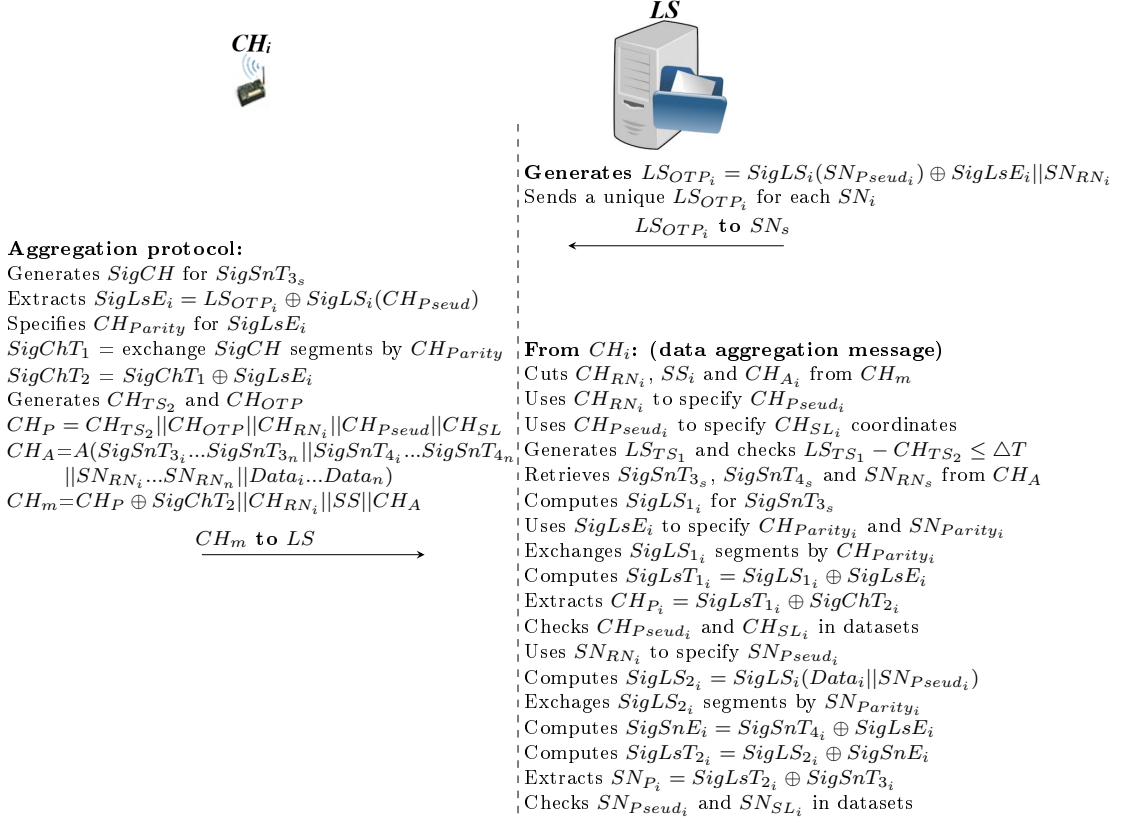 LS
CHᵢ
Generates LS_{OTP_i} = SigLS_i(SN_{Pseud_i}) ⊕ SigLsE_i||SN_{RN_i}
Sends a unique LS_{OTP_i} for each SN_i
LS_{OTP_i} to SN_s
Aggregation protocol:
Generates SigCH for SigSnT_{3_s}
Extracts SigLsE_i = LS_{OTP_i} ⊕ SigLS_i(CH_{Pseud})
Specifies CH_{Parity} for SigLsE_i
SigChT_1 = exchange SigCH segments by CH_{Parity}
SigChT_2 = SigChT_1 ⊕ SigLsE_i
Generates CH_{TS_2} and CH_{OTP}
CH_P = CH_{TS_2}||CH_{OTP}||CH_{RN_i}||CH_{Pseud}||CH_{SL}
CH_A=A(SigSnT_{3_i}...SigSnT_{3_n}||SigSnT_{4_i}...SigSnT_{4_n}
||SN_{RN_i}...SN_{RN_n}||Data_i...Data_n)
CH_m=CH_P ⊕ SigChT_2||CH_{RN_i}||SS||CH_A
CH_m to LS
From CH_i: (data aggregation message)
Cuts CH_{RN_i}, SS_i and CH_{A_i} from CH_m
Uses CH_{RN_i} to specify CH_{Pseud_i}
Uses CH_{Pseud_i} to specify CH_{SL_i} coordinates
Generates LS_{TS_1} and checks LS_{TS_1} − CH_{TS_2} ≤ △T
Retrieves SigSnT_{3_s}, SigSnT_{4_s} and SN_{RN_s} from CH_A
Computes SigLS_{1_i} for SigSnT_{3_s}
Uses SigLsE_i to specify CH_{Parity_i} and SN_{Parity_i}
Exchanges SigLS_{1_i} segments by CH_{Parity_i}
Computes SigLsT_{1_i} = SigLS_{1_i} ⊕ SigLsE_i
Extracts CH_{P_i} = SigLsT_{1_i} ⊕ SigChT_{2_i}
Checks CH_{Pseud_i} and CH_{SL_i} in datasets
Uses SN_{RN_i} to specify SN_{Pseud_i}
Computes SigLS_{2_i} = SigLS_i(Data_i||SN_{Pseud_i})
Exchages SigLS_{2_i} segments by SN_{Parity_i}
Computes SigSnE_i = SigSnT_{4_i} ⊕ SigLsE_i
Computes SigLsT_{2_i} = SigLS_{2_i} ⊕ SigSnE_i
Extracts SN_{P_i} = SigLsT_{2_i} ⊕ SigSnT_{3_i}
Checks SN_{Pseud_i} and SN_{SL_i} in datasets